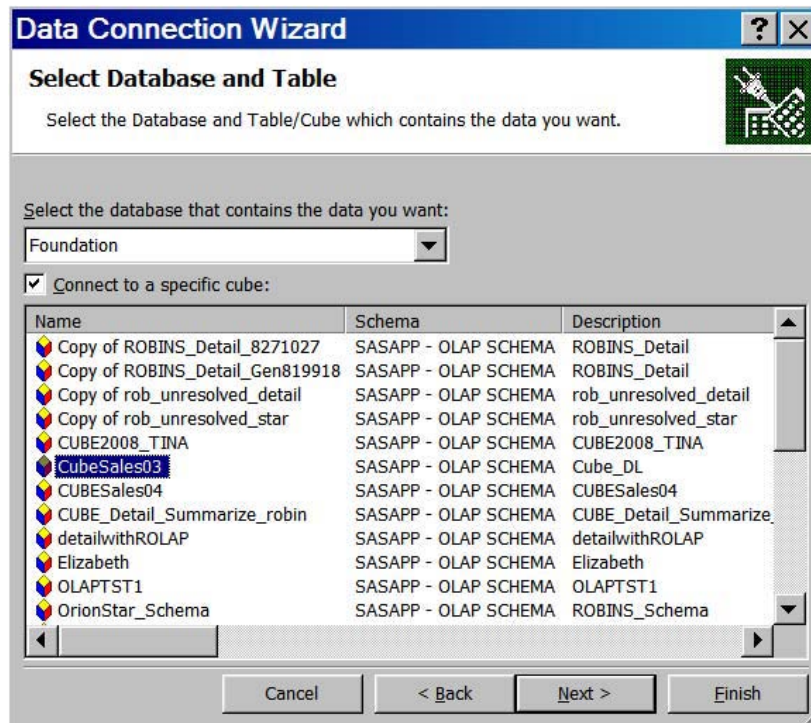 Data Connection Wizard
Select Database and Table
Select the Database and Table/Cube which contains the data you want.
Select the database that contains the data you want:
Foundation
Connect to a specific cube:
Name Schema Description
Copy of ROBINS_Detail_8271027 SASAPP - OLAP SCHEMA ROBINS_Detail
Copy of ROBINS_Detail_Gen819918 SASAPP - OLAP SCHEMA ROBINS_Detail
Copy of rob_unresolved_detail SASAPP - OLAP SCHEMA rob_unresolved_detail
Copy of rob_unresolved_star SASAPP - OLAP SCHEMA rob_unresolved_star
CUBE2008_TINA SASAPP - OLAP SCHEMA CUBE2008_TINA
CubeSales03 SASAPP - OLAP SCHEMA Cube_DL
CUBESales04 SASAPP - OLAP SCHEMA CUBESales04
CUBE_Detail_Summarize_robin SASAPP - OLAP SCHEMA CUBE_Detail_Summarize_
detailwithROLAP SASAPP - OLAP SCHEMA detailwithROLAP
Elizabeth SASAPP - OLAP SCHEMA Elizabeth
OLAPTST1 SASAPP - OLAP SCHEMA OLAPTST1
OrionStar_Schema SASAPP - OLAP SCHEMA ROBINS_Schema
Cancel < Back Next > Finish